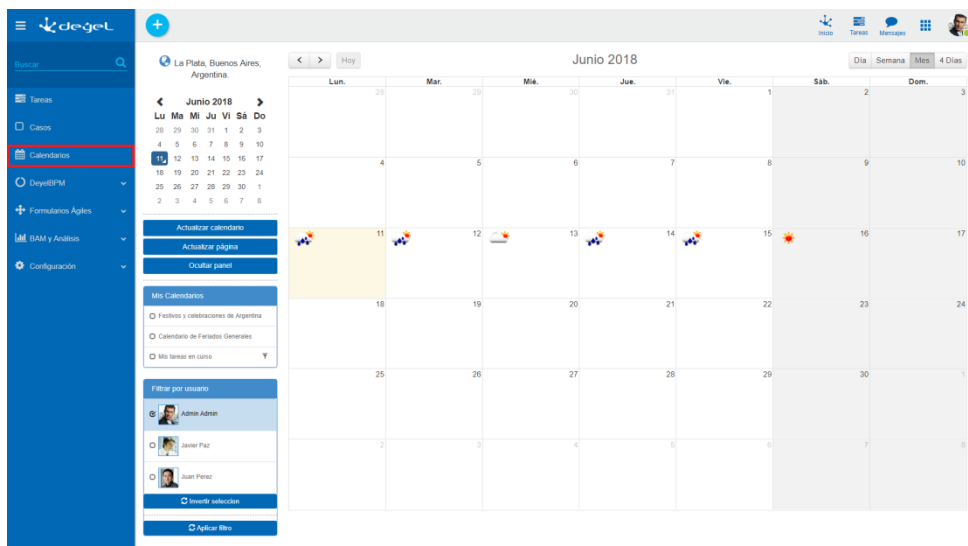 deyel
Inicio Tareas Mensajes
Buscar
Tareas
Casos
Calendarios
DeyelBPM
Formularios Ágiles
BAM y Análisis
Configuración
La Plata, Buenos Aires,
Argentina.
Junio 2018
Lu Ma Mi Ju Vi Sá Do
28 29 30 31 1 2 3
4 5 6 7 8 9 10
11 12 13 14 15 16 17
18 19 20 21 22 23 24
25 26 27 28 29 30 1
2 3 4 5 6 7 8
Actualizar calendario
Actualizar página
Ocultar panel
Mis Calendarios
Festivos y celebraciones de Argentina
Calendario de Feriados Generales
Mis tareas en curso
Filtrar por usuario
Admin Admin
Javier Paz
Juan Perez
Invertir seleccion
Aplicar filtro
Hoy
Junio 2018
Día Semana Mes 4 Días
Lun. Mar. Mié. Jue. Vie. Sáb. Dom.
28 29 30 31 1 2 3
4 5 6 7 8 9 10
11 12 13 14 15 16 17
18 19 20 21 22 23 24
25 26 27 28 29 30 1
2 3 4 5 6 7 8